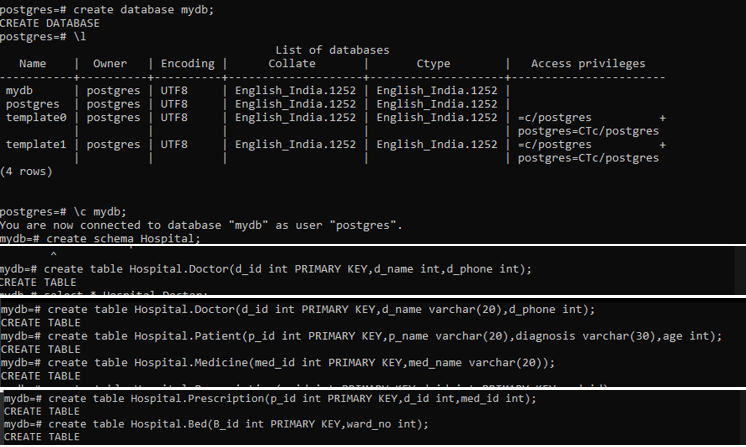 postgres=# create database mydb;
CREATE DATABASE
postgres=# \l
                                        List of databases
   Name    |  Owner   | Encoding |      Collate       |       Ctype        |   Access privileges
-----------+----------+----------+--------------------+--------------------+-----------------------
 mydb      | postgres | UTF8     | English_India.1252 | English_India.1252 |
 postgres  | postgres | UTF8     | English_India.1252 | English_India.1252 |
 template0 | postgres | UTF8     | English_India.1252 | English_India.1252 | =c/postgres          +
           |          |          |                    |                    | postgres=CTc/postgres
 template1 | postgres | UTF8     | English_India.1252 | English_India.1252 | =c/postgres          +
           |          |          |                    |                    | postgres=CTc/postgres
(4 rows)
postgres=# \c mydb;
You are now connected to database "mydb" as user "postgres".
mydb=# create schema Hospital;
^
mydb=# create table Hospital.Doctor(d_id int PRIMARY KEY,d_name int,d_phone int);
CREATE TABLE
mydb=# select * Hospital.Doctor;
mydb=# create table Hospital.Doctor(d_id int PRIMARY KEY,d_name varchar(20),d_phone int);
CREATE TABLE
mydb=# create table Hospital.Patient(p_id int PRIMARY KEY,p_name varchar(20),diagnosis varchar(30),age int);
CREATE TABLE
mydb=# create table Hospital.Medicine(med_id int PRIMARY KEY,med_name varchar(20));
CREATE TABLE
mydb=# create table Hospital.Prescription(p_id int PRIMARY KEY,d_id int,med_id int);
CREATE TABLE
mydb=# create table Hospital.Bed(B_id int PRIMARY KEY,ward_no int);
CREATE TABLE